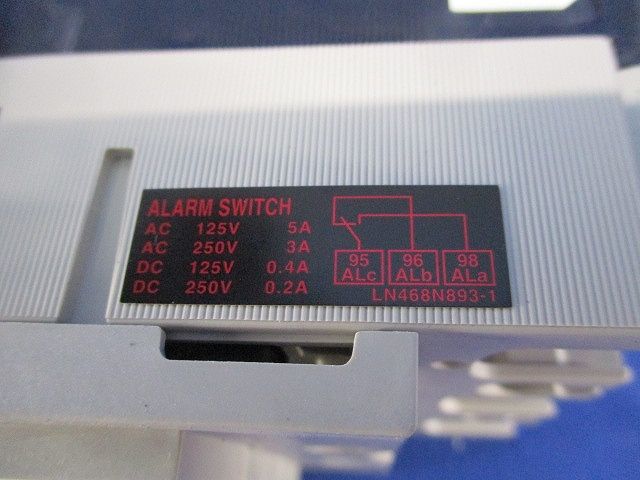 ALARM SWITCH
AC 125V 5A
AC 250V 3A
DC 125V 0.4A
DC 250V 0.2A
95 96 98
ALc ALb ALa
LN468N893-1